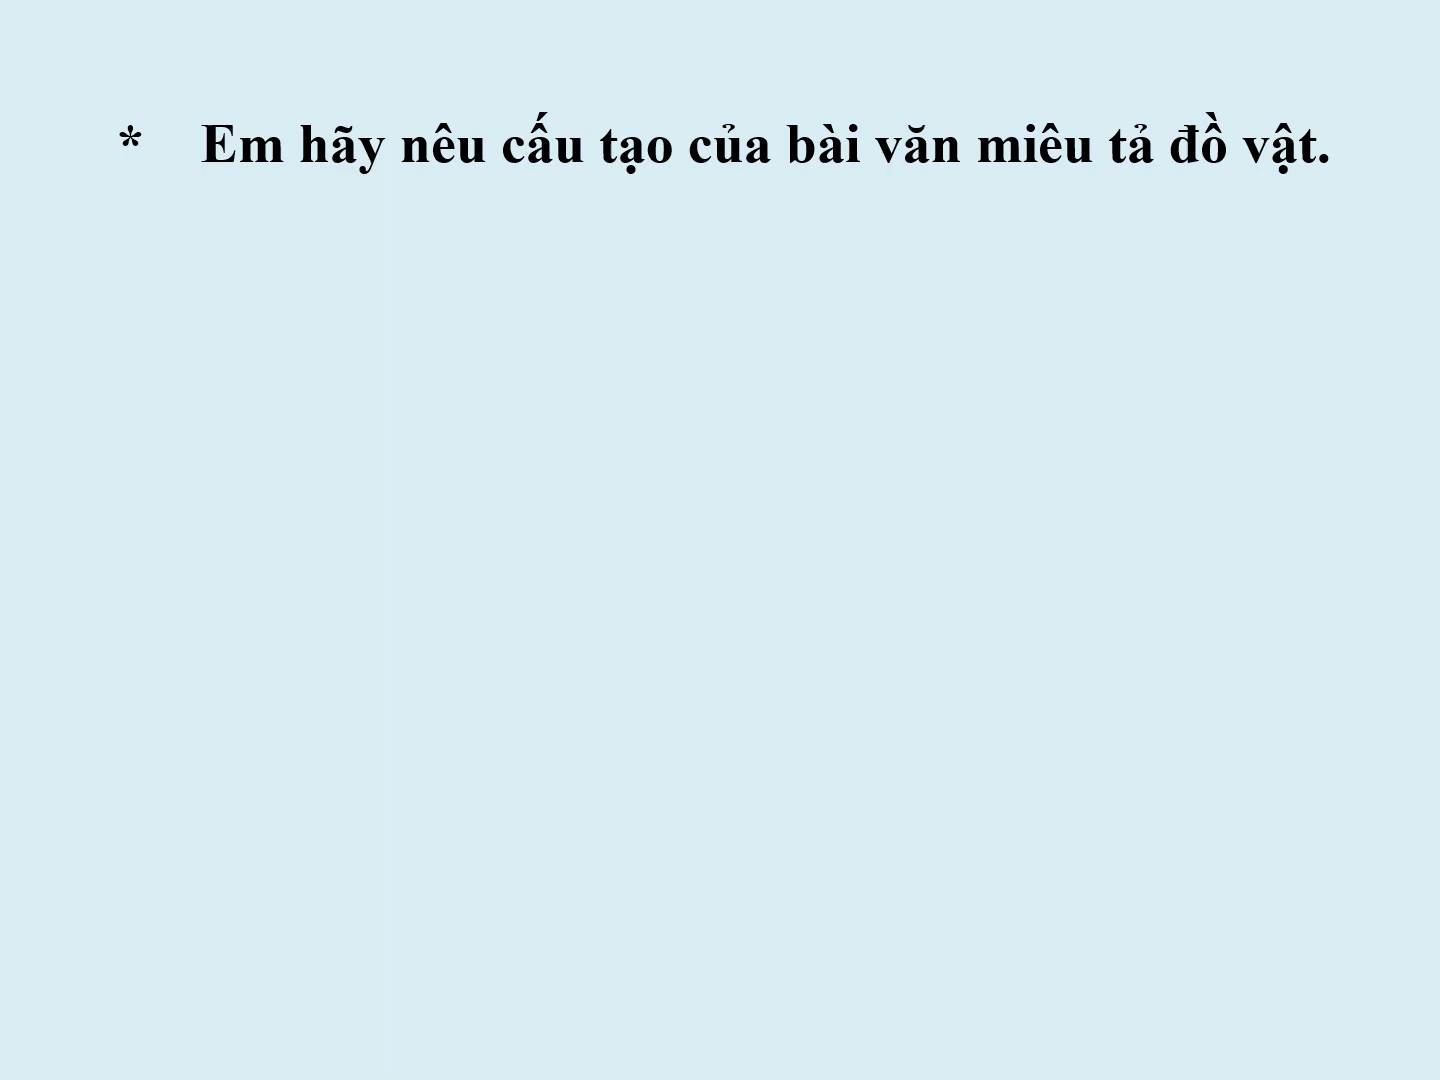 * Em hãy nêu cấu tạo của bài văn miêu tả đồ vật.